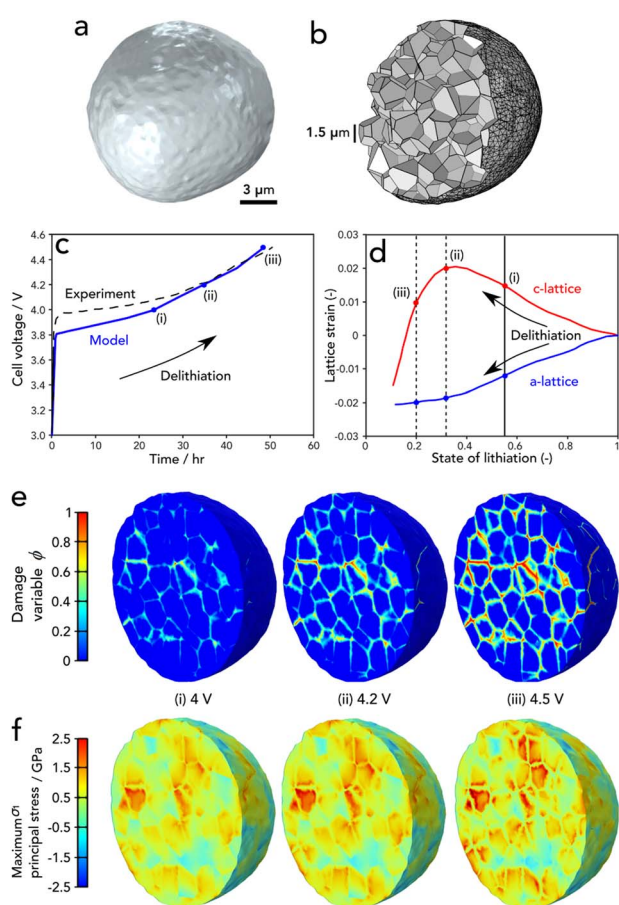 a
3 μm
b
1.5 μm
c
Cell voltage / V
4.6
4.4
4.2
4.0
3.8
3.6
3.4
3.2
3.0
0
10
20
30
40
50
60
Time / hr
Experiment
Model
Delithiation
(i)
(ii)
(iii)
d
Lattice strain (-)
0.03
0.02
0.01
0
-0.01
-0.02
-0.03
0
0.2
0.4
0.6
0.8
1
State of lithiation (-)
(iii)
(ii)
(i)
c-lattice
Delithiation
a-lattice
e
Damage
variable ϕ
1
0.8
0.6
0.4
0.2
0
(i) 4 V
(ii) 4.2 V
(iii) 4.5 V
f
Maximum σ₁
principal stress / GPa
2.5
1.5
0.5
-0.5
-1.5
-2.5